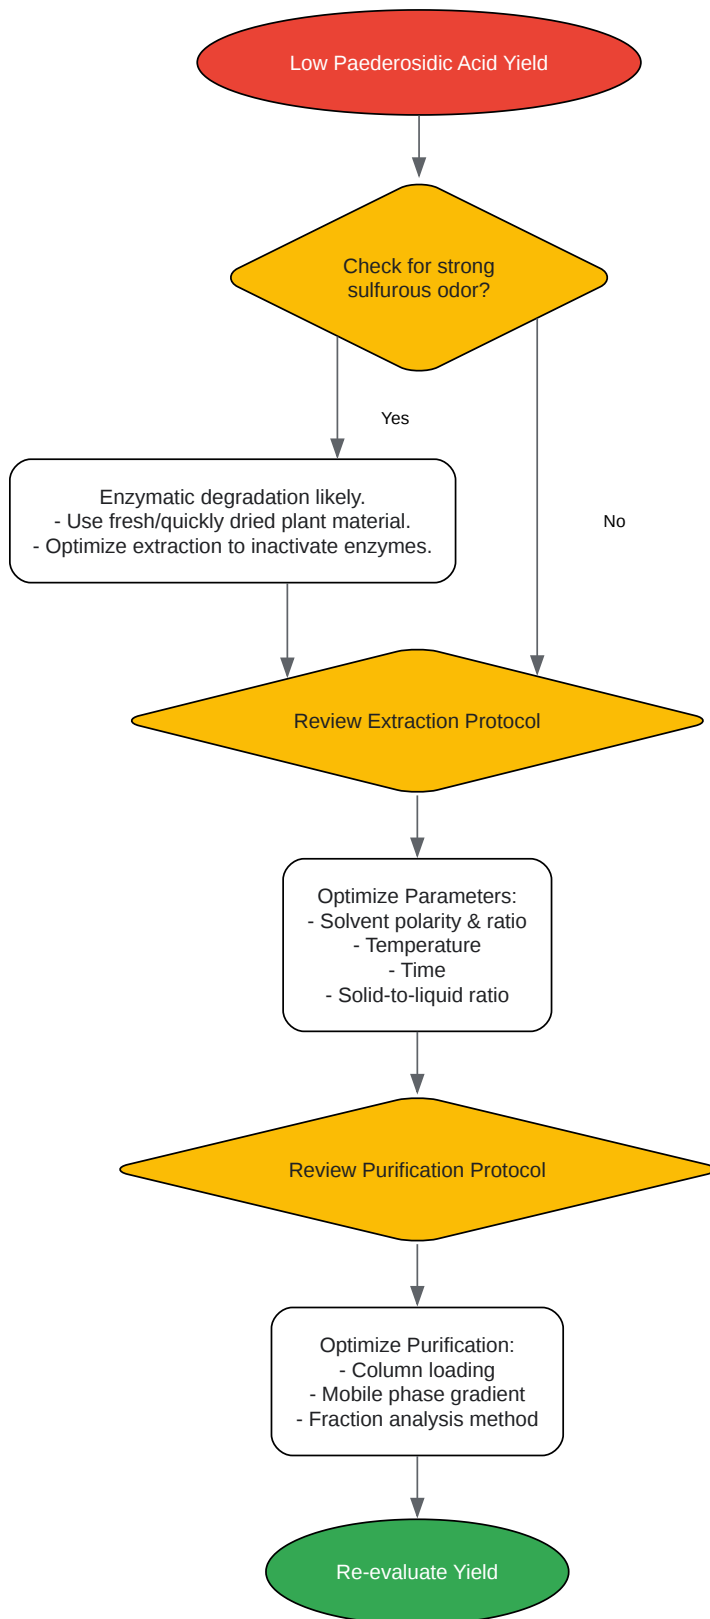 Low Paederosidic Acid Yield
Check for strong
sulfurous odor?
Yes
Enzymatic degradation likely.
- Use fresh/quickly dried plant material.
- Optimize extraction to inactivate enzymes.
No
Review Extraction Protocol
Optimize Parameters:
- Solvent polarity & ratio
- Temperature
- Time
- Solid-to-liquid ratio
Review Purification Protocol
Optimize Purification:
- Column loading
- Mobile phase gradient
- Fraction analysis method
Re-evaluate Yield